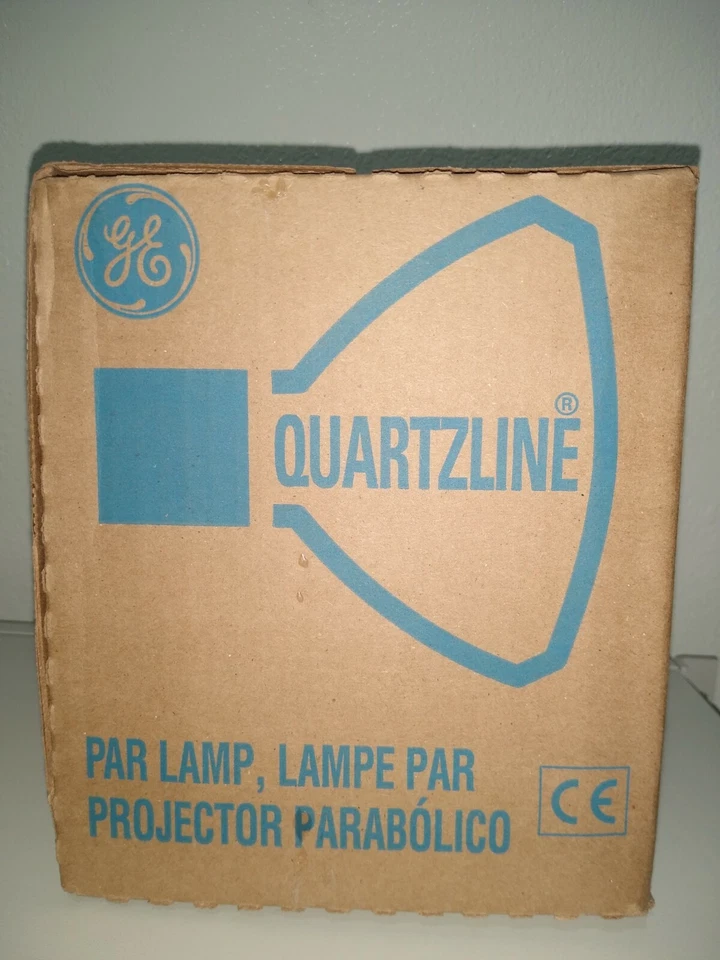 GE
QUARTZLINE®
PAR LAMP, LAMPE PAR
PROJECTOR PARABÓLICO
CE